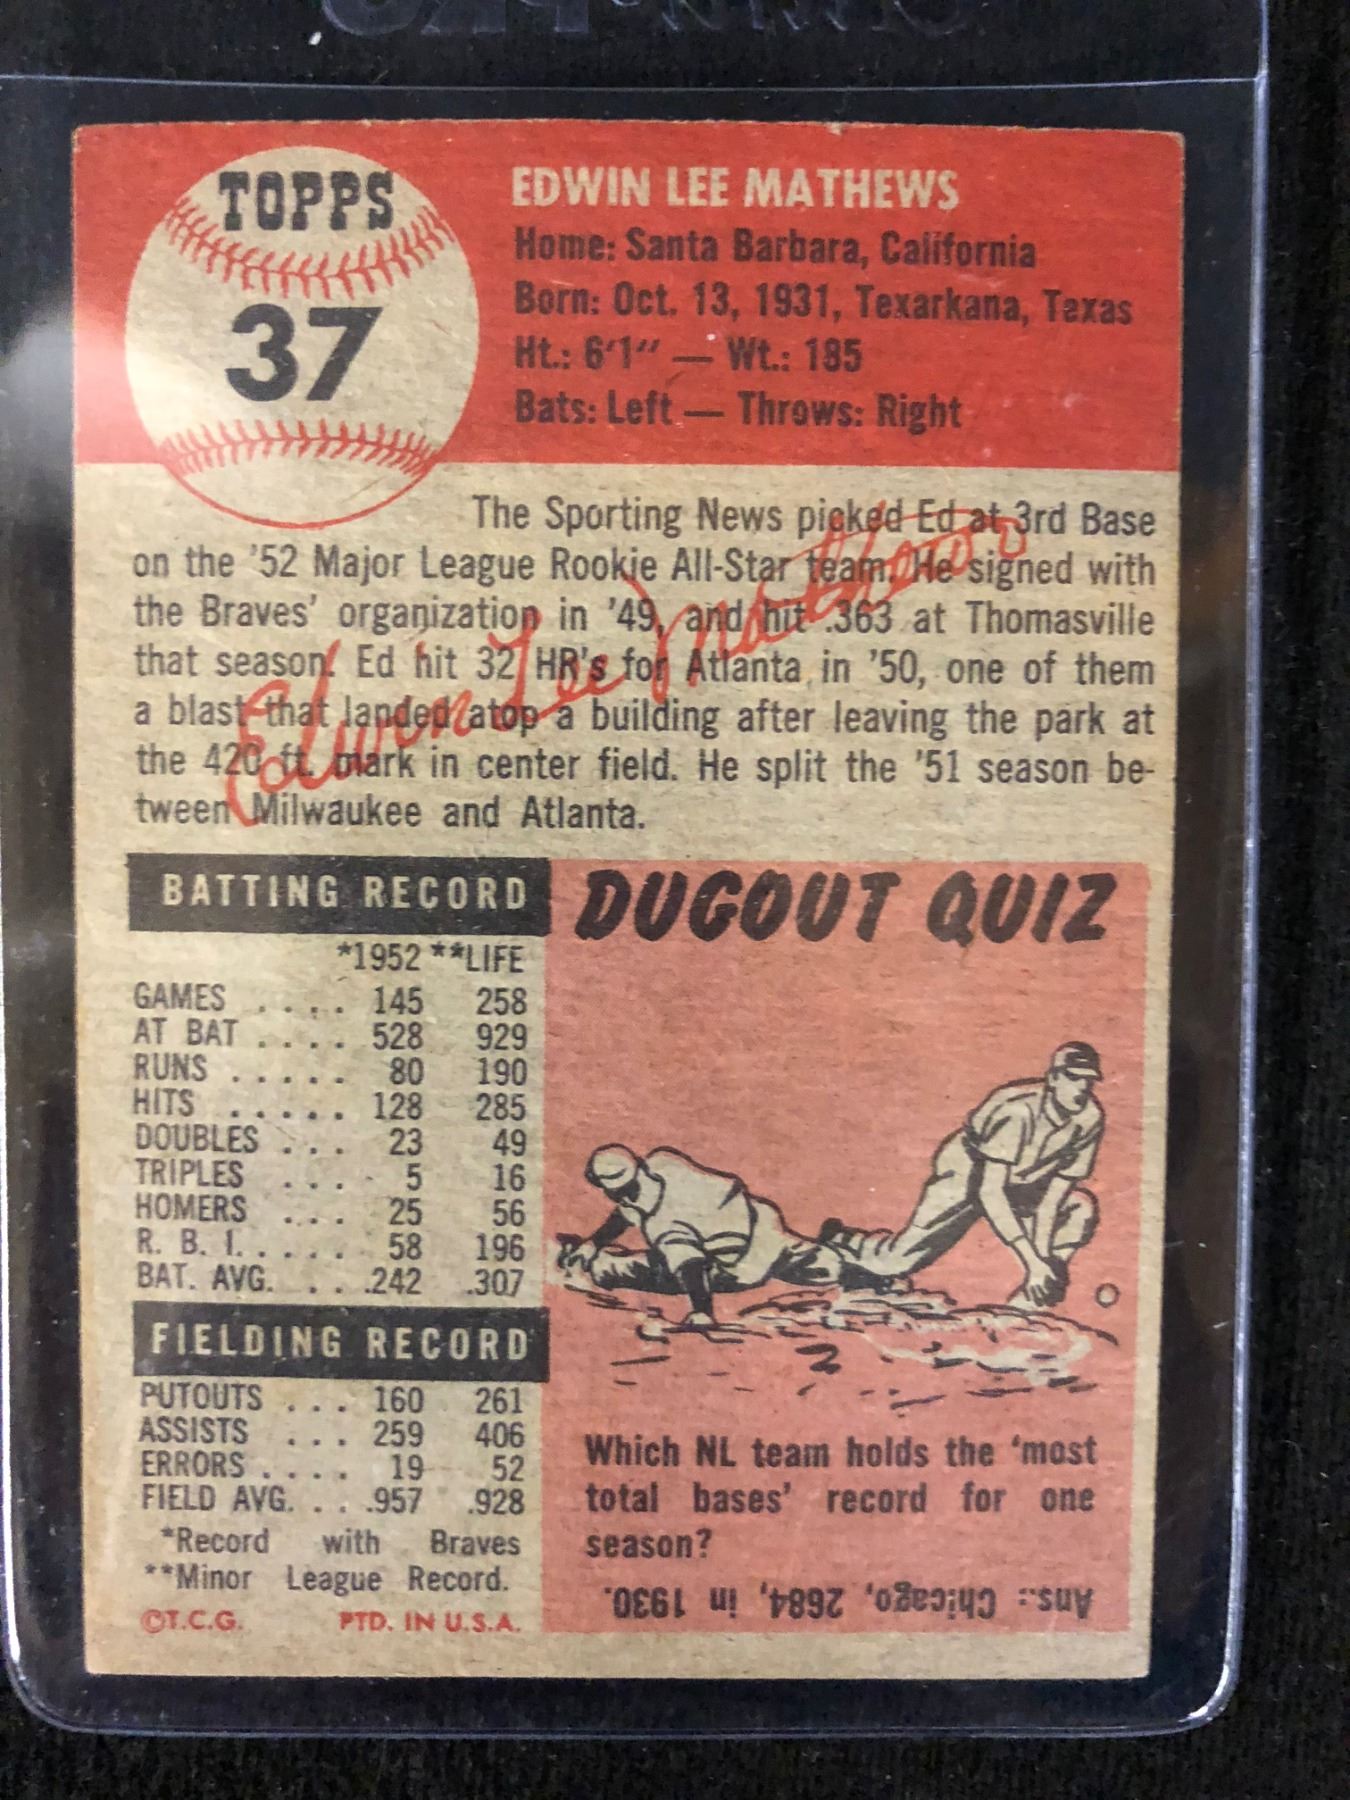 TOPPS
37
EDWIN LEE MATHEWS
Home: Santa Barbara, California
Born: Oct. 13, 1931, Texarkana, Texas
Ht.: 6'1" — Wt.: 185
Bats: Left — Throws: Right
The Sporting News picked Ed at 3rd Base
on the '52 Major League Rookie All-Star team. He signed with
the Braves' organization in '49, and hit .363 at Thomasville
that season. Ed hit 32 HR's for Atlanta in '50, one of them
a blast that landed atop a building after leaving the park at
the 420 ft. mark in center field. He split the '51 season be-
tween Milwaukee and Atlanta.
Edwin Lee Mathews
BATTING RECORD
*1952 **LIFE
GAMES . . . . 145 258
AT BAT . . . . 528 929
RUNS . . . . . 80 190
HITS . . . . . 128 285
DOUBLES . . . 23 49
TRIPLES . . . 5 16
HOMERS . . . 25 56
R. B. I. . . . . 58 196
BAT. AVG. . . . .242 .307
FIELDING RECORD
PUTOUTS . . . 160 261
ASSISTS . . . 259 406
ERRORS . . . . 19 52
FIELD AVG. . . .957 .928
*Record with Braves
**Minor League Record.
©T.C.G. PTD. IN U.S.A.
DUGOUT QUIZ
Which NL team holds the 'most
total bases' record for one
season?
Ans.: Chicago, 2684, in 1930.